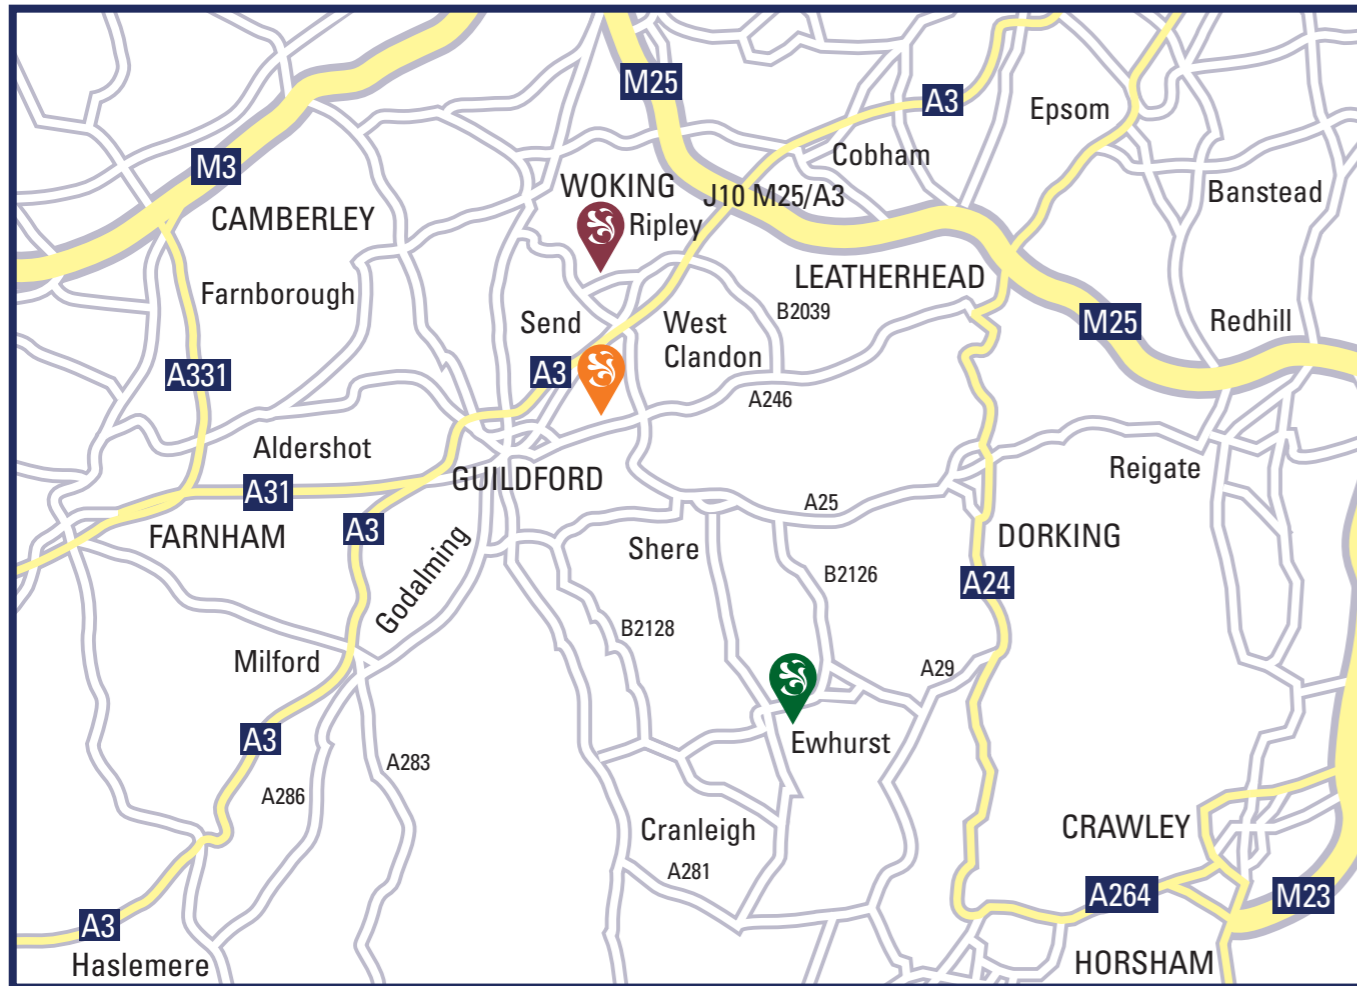 M25
A3
Epsom
Cobham
M3
WOKING
J10 M25/A3
Banstead
CAMBERLEY
Ripley
LEATHERHEAD
Farnborough
B2039
Send
West
Clandon
M25
Redhill
A331
A3
A246
Aldershot
Reigate
GUILDFORD
A31
A25
A3
FARNHAM
Shere
DORKING
Godalming
B2126
A24
B2128
Milford
A29
A3
Ewhurst
A283
A286
Cranleigh
CRAWLEY
A281
A264
M23
A3
Haslemere
HORSHAM